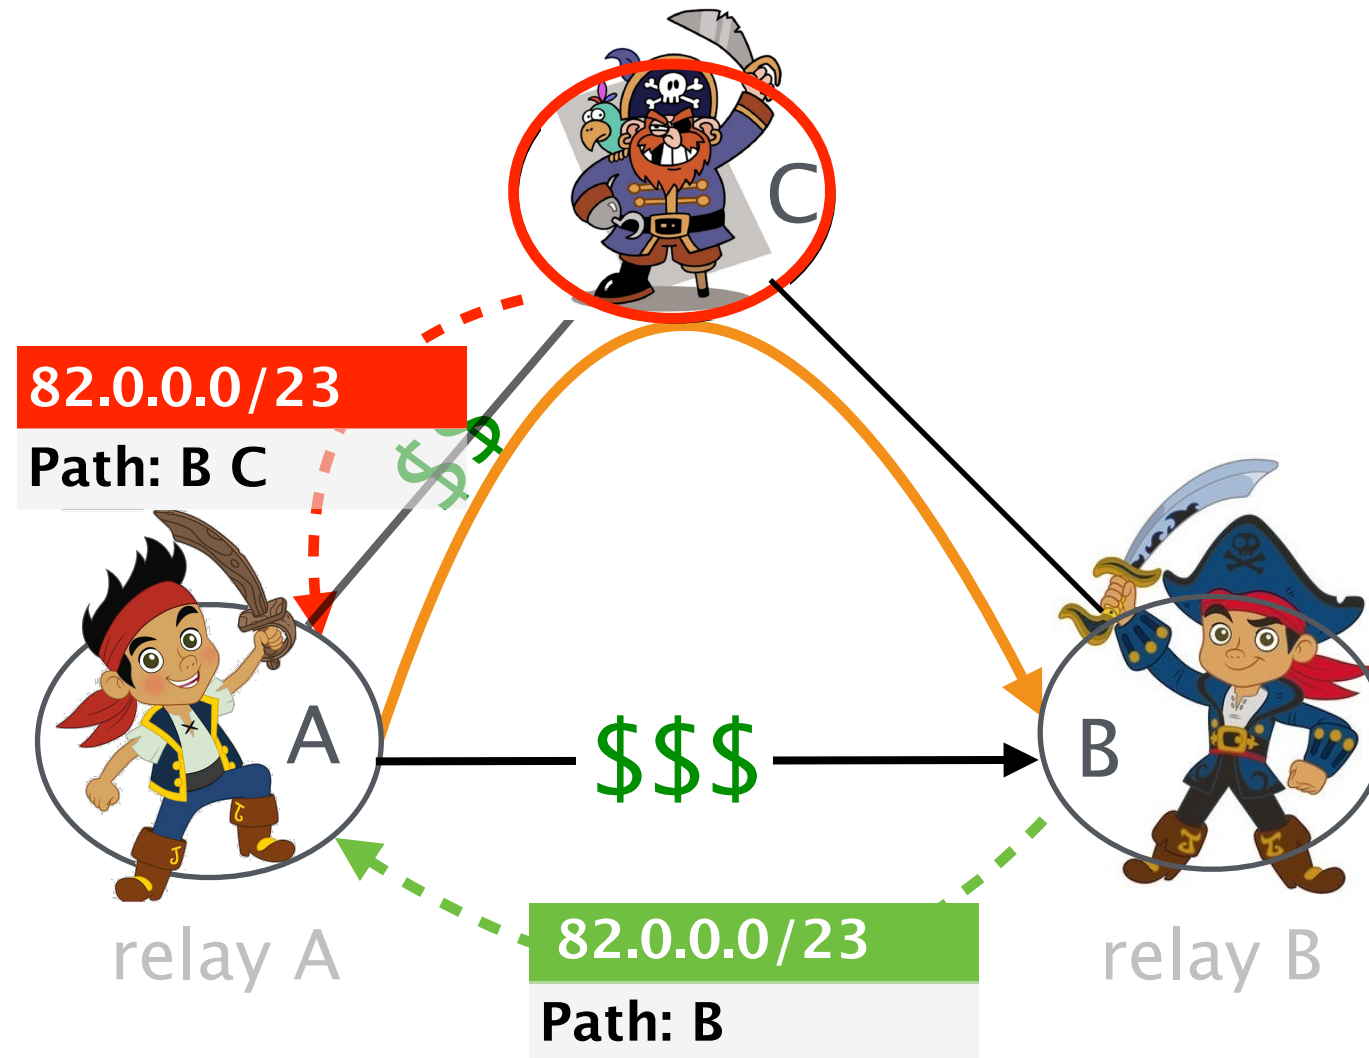 C
82.0.0.0/23
Path: B C
$$
A
$$$
B
relay A
relay B
82.0.0.0/23
Path: B